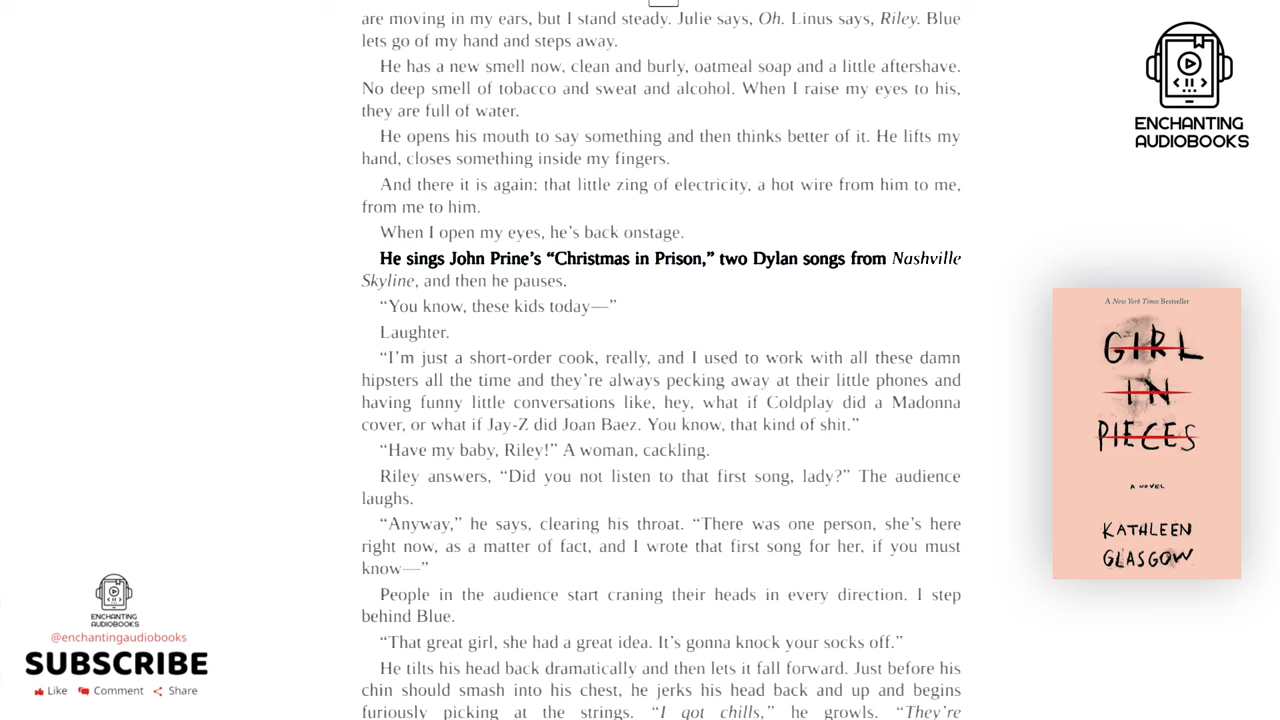 are moving in my ears, but I stand steady. Julie says, Oh. Linus says, Riley. Blue
lets go of my hand and steps away.
He has a new smell now, clean and burly, oatmeal soap and a little aftershave.
No deep smell of tobacco and sweat and alcohol. When I raise my eyes to his,
they are full of water.
He opens his mouth to say something and then thinks better of it. He lifts my
hand, closes something inside my fingers.
And there it is again: that little zing of electricity, a hot wire from him to me,
from me to him.
When I open my eyes, he’s back onstage.
He sings John Prine’s “Christmas in Prison,” two Dylan songs from Nashville
Skyline, and then he pauses.
“You know, these kids today—”
Laughter.
“I’m just a short-order cook, really, and I used to work with all these damn
hipsters all the time and they’re always pecking away at their little phones and
having funny little conversations like, hey, what if Coldplay did a Madonna
cover, or what if Jay-Z did Joan Baez. You know, that kind of shit.”
“Have my baby, Riley!” A woman, cackling.
Riley answers, “Did you not listen to that first song, lady?” The audience
laughs.
“Anyway,” he says, clearing his throat. “There was one person, she’s here
right now, as a matter of fact, and I wrote that first song for her, if you must
know—”
People in the audience start craning their heads in every direction. I step
behind Blue.
“That great girl, she had a great idea. It’s gonna knock your socks off.”
He tilts his head back dramatically and then lets it fall forward. Just before his
chin should smash into his chest, he jerks his head back and up and begins
furiously picking at the strings. “I got chills,” he growls. “They’re
ENCHANTING
AUDIOBOOKS
A New York Times Bestseller
GIRL
IN
PIECES
A NOVEL
KATHLEEN
GLASGOW
ENCHANTING
AUDIOBOOKS
@enchantingaudiobooks
SUBSCRIBE
Like Comment Share